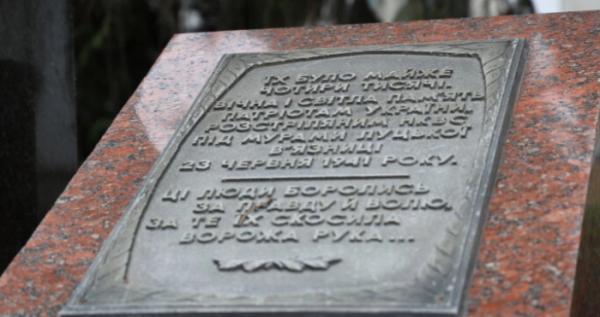 ЇХ БУЛО МАЙЖЕ
ЧОТИРИ ТИСЯЧІ.
ВІЧНА І СВІТЛА ПАМ'ЯТЬ
ПАТРІОТАМ УКРАЇНИ,
РОЗСТРІЛЯНИМ НКВС
ПІД МУРАМИ ЛУЦЬКОЇ
В'ЯЗНИЦІ
23 ЧЕРВНЯ 1941 РОКУ.
ЦІ ЛЮДИ БОРОЛИСЬ
ЗА ПРАВДУ Й ВОЛЮ,
ЗА ТЕ ЇХ СКОСИЛА
ВОРОЖА РУКА...